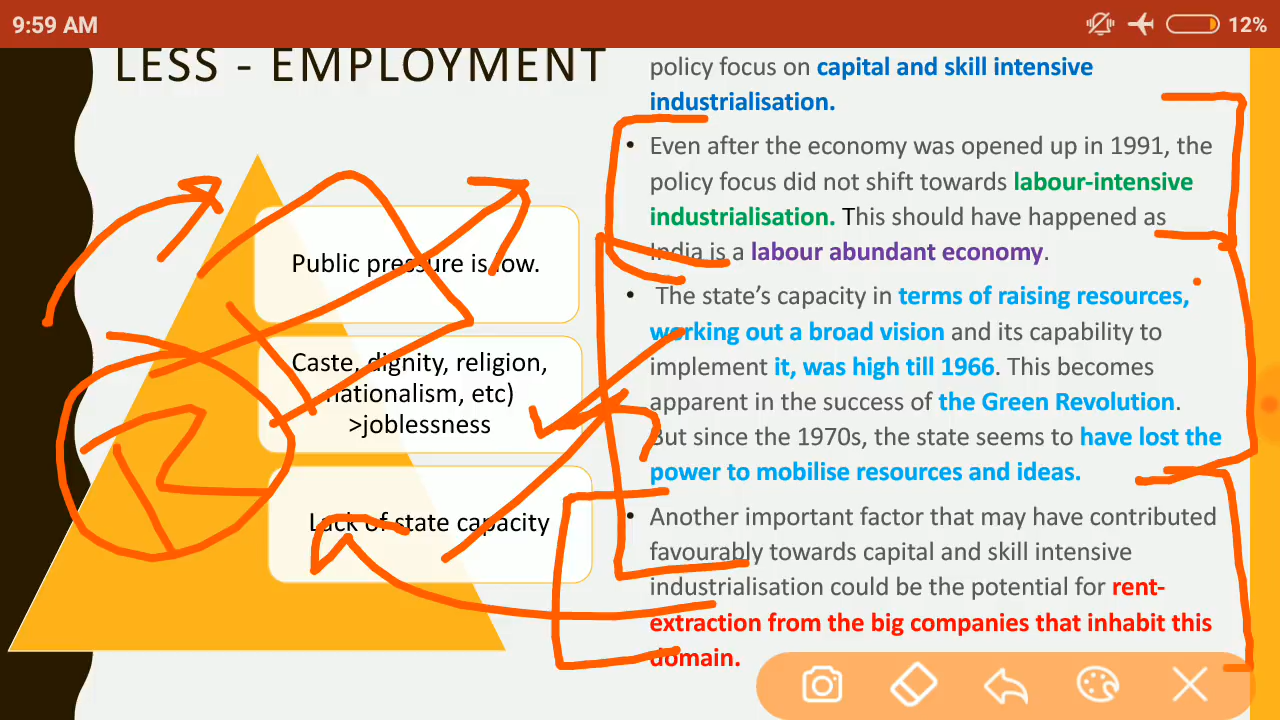 9:59 AM
12%
LESS - EMPLOYMENT
Public pressure is low.
Caste, dignity, religion,
nationalism, etc)
>joblessness
Lack of state capacity
policy focus on capital and skill intensive
industrialisation.
• Even after the economy was opened up in 1991, the
policy focus did not shift towards labour-intensive
industrialisation. This should have happened as
India is a labour abundant economy.
• The state’s capacity in terms of raising resources,
working out a broad vision and its capability to
implement it, was high till 1966. This becomes
apparent in the success of the Green Revolution.
But since the 1970s, the state seems to have lost the
power to mobilise resources and ideas.
• Another important factor that may have contributed
favourably towards capital and skill intensive
industrialisation could be the potential for rent-
extraction from the big companies that inhabit this
domain.